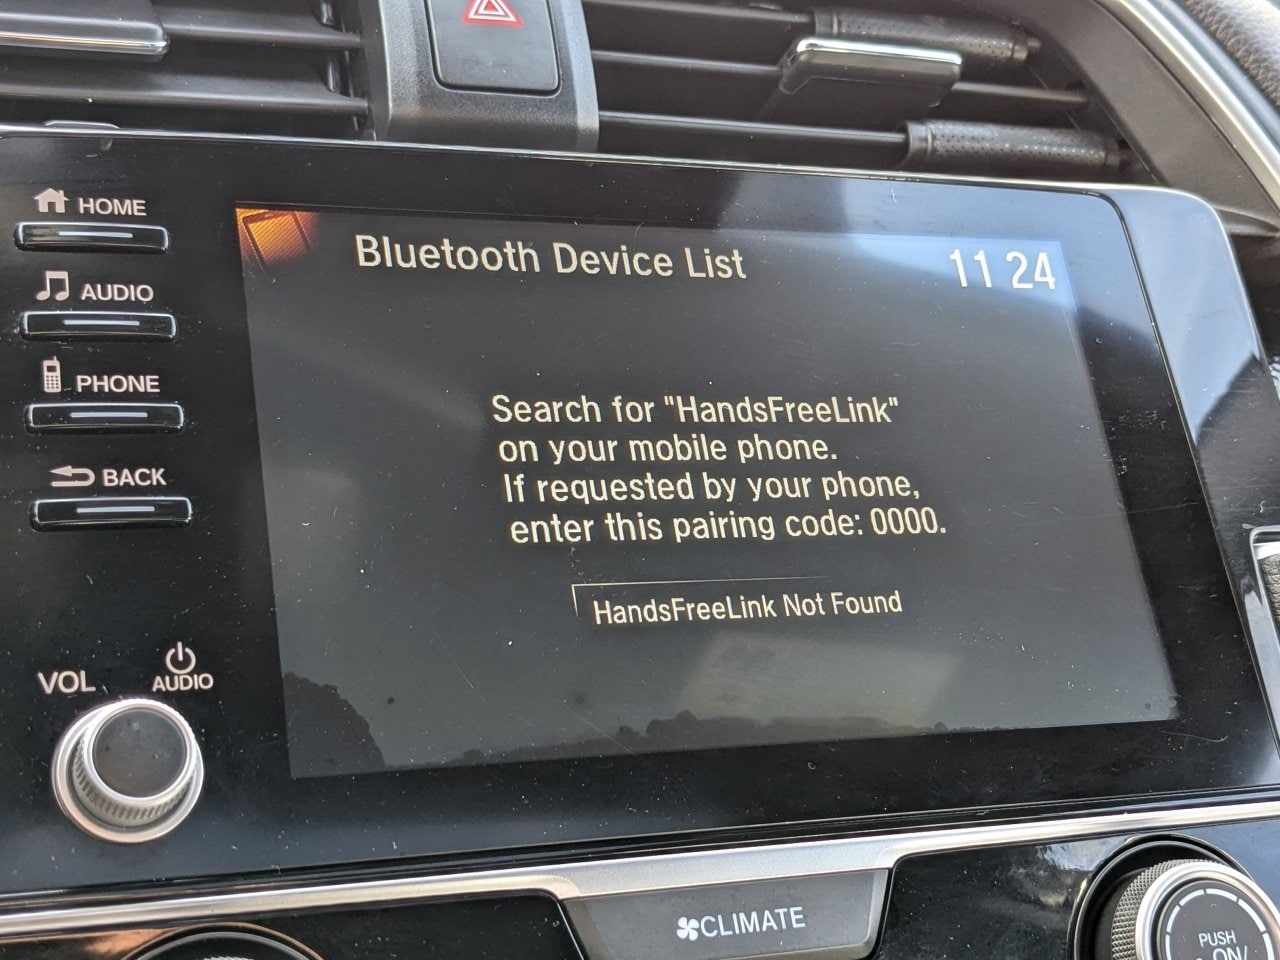 HOME
Bluetooth Device List
11 24
AUDIO
PHONE
Search for "HandsFreeLink"
on your mobile phone.
If requested by your phone,
enter this pairing code: 0000.
BACK
HandsFreeLink Not Found
VOL
AUDIO
CLIMATE
PUSH
ON/